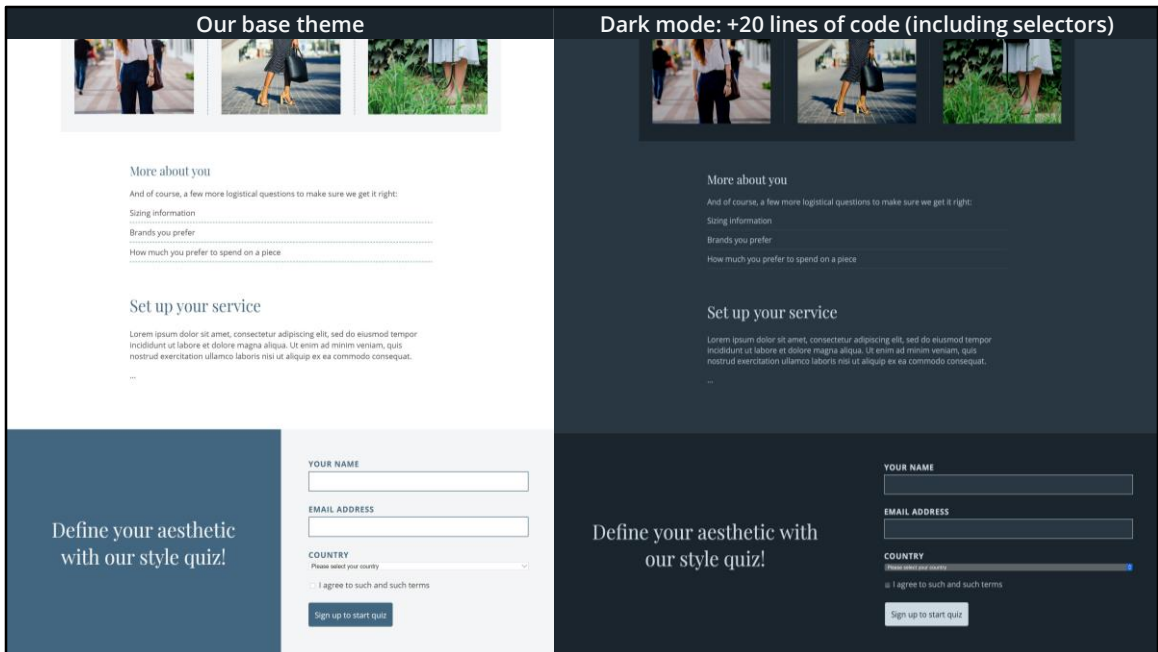 Our base theme
More about you
And of course, a few more logistical questions to make sure we get it right:
Sizing information
Brands you prefer
How much you prefer to spend on a piece
Set up your service
Lorem ipsum dolor sit amet, consectetur adipiscing elit, sed do eiusmod tempor
incididunt ut labore et dolore magna aliqua. Ut enim ad minim veniam, quis
nostrud exercitation ullamco laboris nisi ut aliquip ex ea commodo consequat.
...
Define your aesthetic
with our style quiz!
YOUR NAME
EMAIL ADDRESS
COUNTRY
Please select your country
I agree to such and such terms
Sign up to start quiz
Dark mode: +20 lines of code (including selectors)
More about you
And of course, a few more logistical questions to make sure we get it right:
Sizing information
Brands you prefer
How much you prefer to spend on a piece
Set up your service
Lorem ipsum dolor sit amet, consectetur adipiscing elit, sed do eiusmod tempor
incididunt ut labore et dolore magna aliqua. Ut enim ad minim veniam, quis
nostrud exercitation ullamco laboris nisi ut aliquip ex ea commodo consequat.
...
Define your aesthetic with
our style quiz!
YOUR NAME
EMAIL ADDRESS
COUNTRY
Please select your country
I agree to such and such terms
Sign up to start quiz